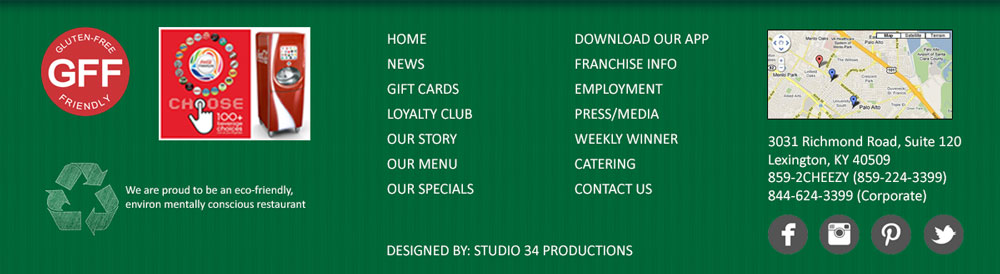 GLUTEN-FREE
GFF
FRIENDLY
CHOOSE
100+
beverage
choices
HOME
NEWS
GIFT CARDS
LOYALTY CLUB
OUR STORY
OUR MENU
OUR SPECIALS
DOWNLOAD OUR APP
FRANCHISE INFO
EMPLOYMENT
PRESS/MEDIA
WEEKLY WINNER
CATERING
CONTACT US
Map Satellite Terrain
Menlo Park
Palo Alto
3031 Richmond Road, Suite 120
Lexington, KY 40509
859-2CHEEZY (859-224-3399)
844-624-3399 (Corporate)
We are proud to be an eco-friendly,
environ mentally conscious restaurant
DESIGNED BY: STUDIO 34 PRODUCTIONS